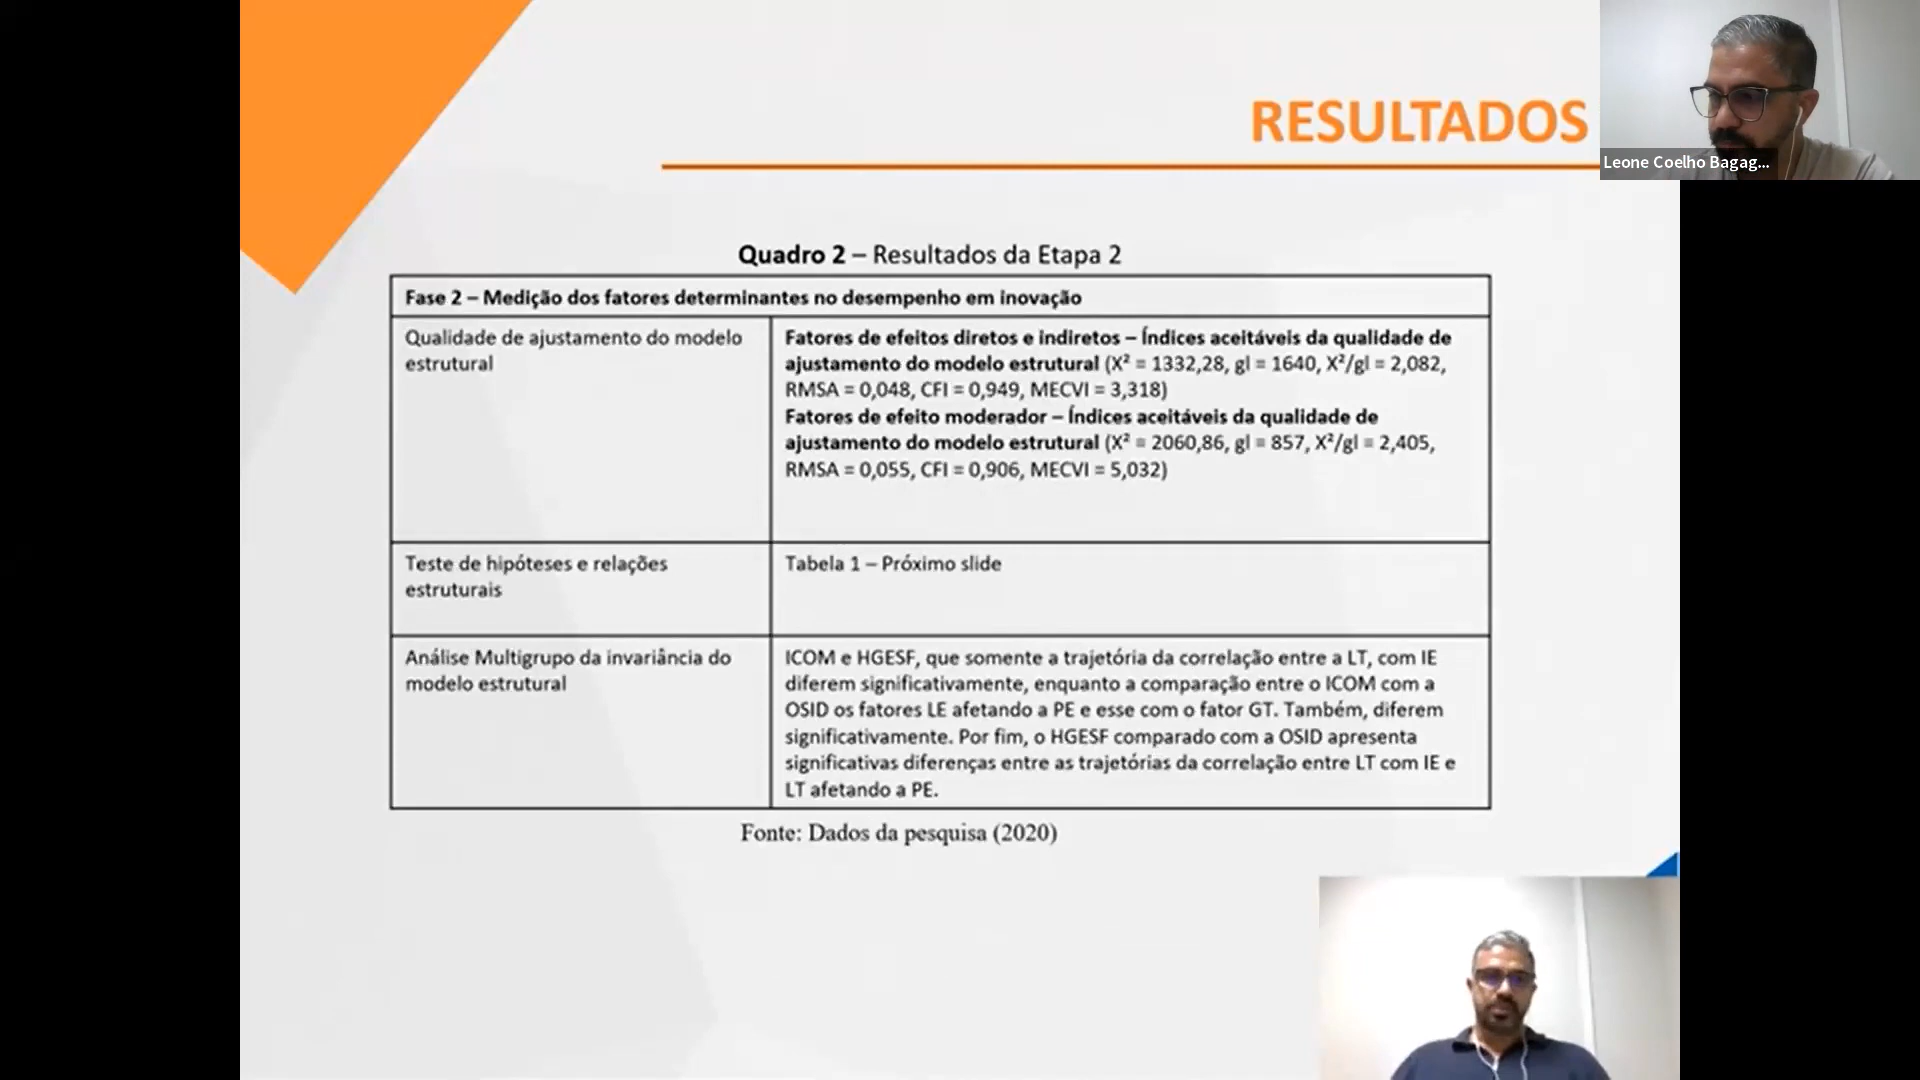 RESULTADOS
Leone Coelho Bagag...
Quadro 2 – Resultados da Etapa 2
Fase 2 – Medição dos fatores determinantes no desempenho em inovação
Qualidade de ajustamento do modelo
estrutural
Fatores de efeitos diretos e indiretos – Índices aceitáveis da qualidade de
ajustamento do modelo estrutural (X² = 1332,28, gl = 1640, X²/gl = 2,082,
RMSA = 0,048, CFI = 0,949, MECVI = 3,318)
Fatores de efeito moderador – Índices aceitáveis da qualidade de
ajustamento do modelo estrutural (X² = 2060,86, gl = 857, X²/gl = 2,405,
RMSA = 0,055, CFI = 0,906, MECVI = 5,032)
Teste de hipóteses e relações
estruturais
Tabela 1 – Próximo slide
Análise Multigrupo da invariância do
modelo estrutural
ICOM e HGESF, que somente a trajetória da correlação entre a LT, com IE
diferem significativamente, enquanto a comparação entre o ICOM com a
OSID os fatores LE afetando a PE e esse com o fator GT. Também, diferem
significativamente. Por fim, o HGESF comparado com a OSID apresenta
significativas diferenças entre as trajetórias da correlação entre LT com IE e
LT afetando a PE.
Fonte: Dados da pesquisa (2020)